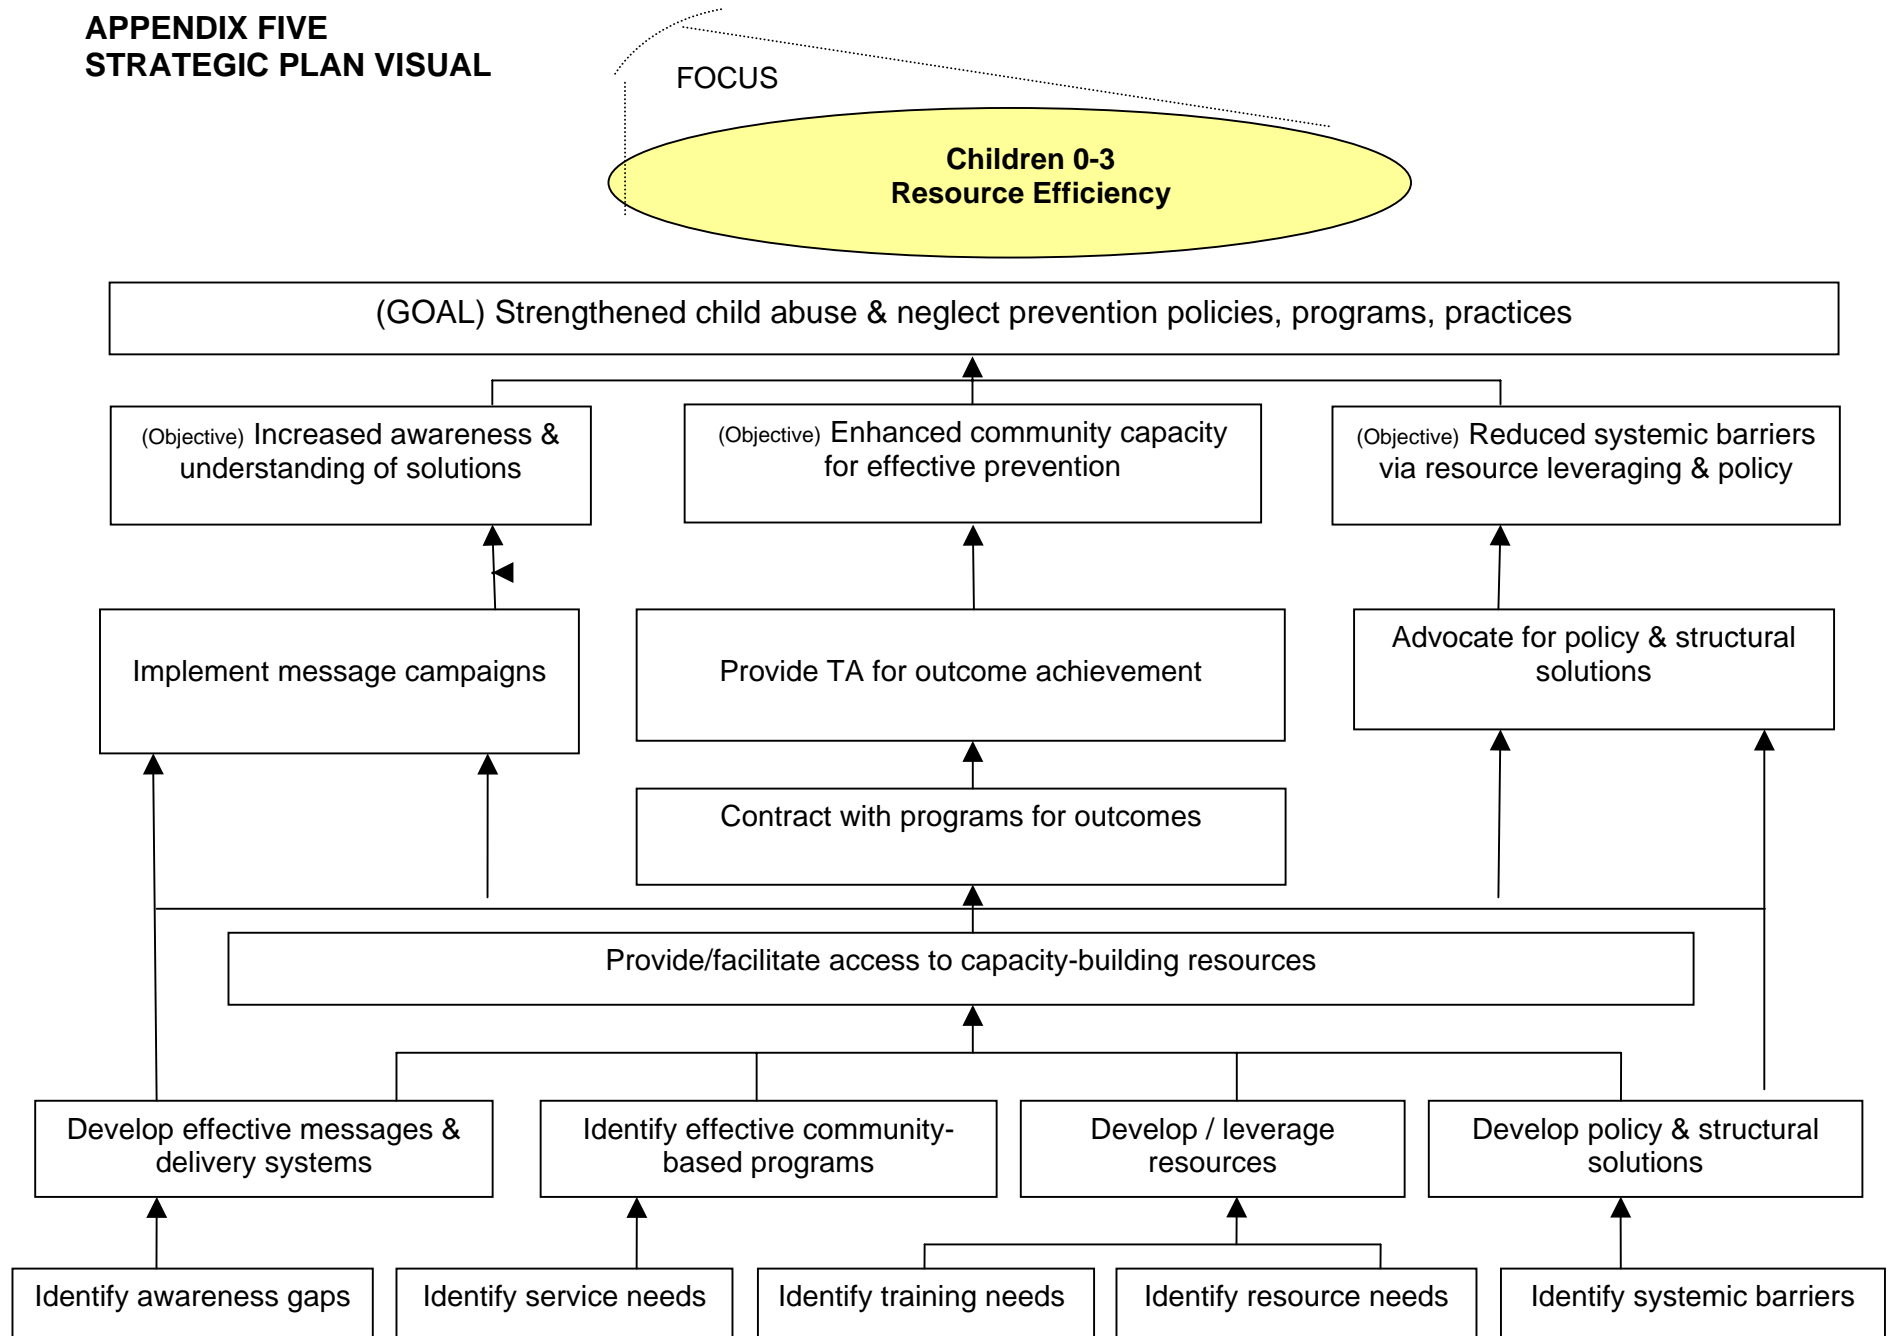 APPENDIX FIVE
STRATEGIC PLAN VISUAL
FOCUS
Children 0-3
Resource Efficiency
(GOAL) Strengthened child abuse & neglect prevention policies, programs, practices
(Objective) Increased awareness &
understanding of solutions
(Objective) Enhanced community capacity
for effective prevention
(Objective) Reduced systemic barriers
via resource leveraging & policy
Implement message campaigns
Provide TA for outcome achievement
Advocate for policy & structural
solutions
Contract with programs for outcomes
Provide/facilitate access to capacity-building resources
Develop effective messages &
delivery systems
Identify effective community-
based programs
Develop / leverage
resources
Develop policy & structural
solutions
Identify awareness gaps
Identify service needs
Identify training needs
Identify resource needs
Identify systemic barriers